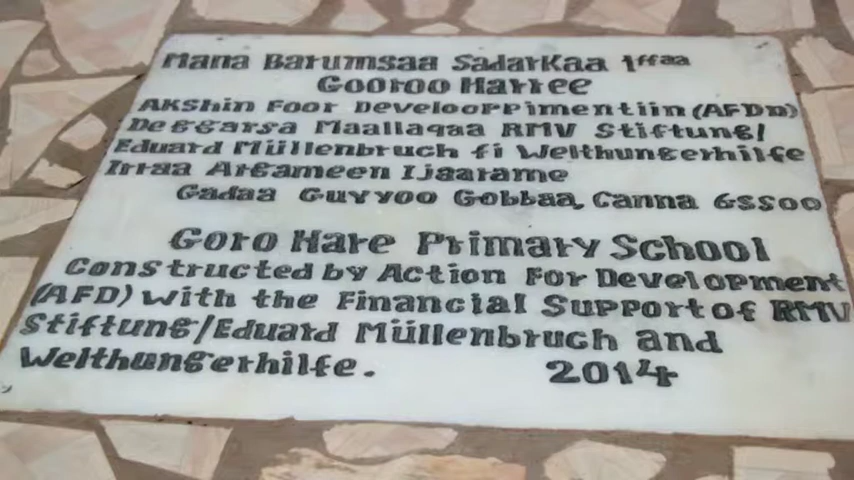 Mana Barumsaa Sadarkaa 1ffaa
Gooroo Harree
Akshin Foor Develooppimentiin (AFDn)
Deggarsa Maallaqaa RMV Stiftung/
Eduard Müllenbruch fi Welthungerhilfe
Irraa Argameen Ijaarame
Gadaa Guyyoo Gobbaa, Canna Gssoo
Goro Hare Primary School
Constructed by Action For Development
(AFD) with the Financial Support of RMV
Stiftung/Eduard Müllenbruch and
Welthungerhilfe. 2014